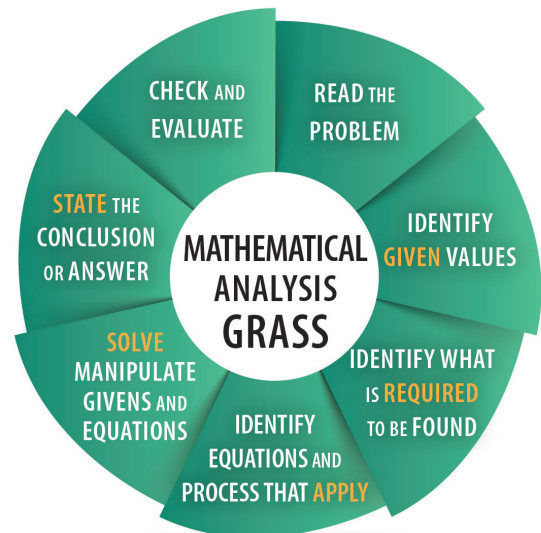 MATHEMATICAL
ANALYSIS
GRASS
READ THE
PROBLEM
IDENTIFY
GIVEN VALUES
IDENTIFY WHAT
IS REQUIRED
TO BE FOUND
IDENTIFY
EQUATIONS AND
PROCESS THAT APPLY
SOLVE
MANIPULATE
GIVENS AND
EQUATIONS
STATE THE
CONCLUSION
OR ANSWER
CHECK AND
EVALUATE